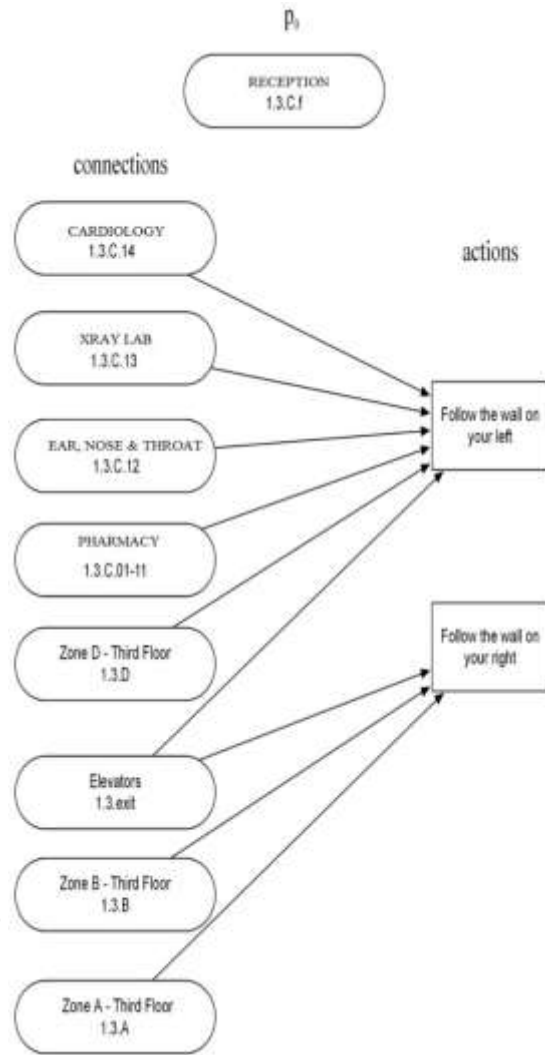 p₀
RECEPTION
1.3.C.f
connections
CARDIOLOGY
1.3.C.14
actions
XRAY LAB
1.3.C.13
Follow the wall on
your left
EAR, NOSE & THROAT
1.3.C.12
PHARMACY
1.3.C.01-11
Zone D - Third Floor
1.3.D
Follow the wall on
your right
Elevators
1.3.exit
Zone B - Third Floor
1.3.B
Zone A - Third Floor
1.3.A